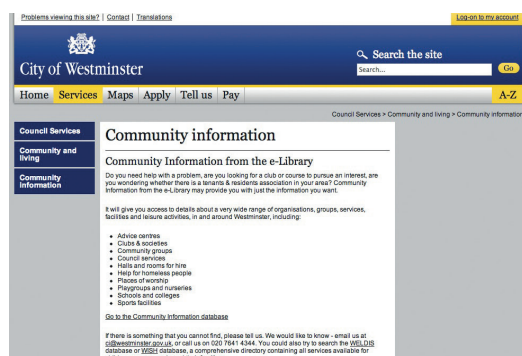 Problems viewing this site? | Contact | Translations
Log-on to my account
City of Westminster
Search the site
Search...
Go
Home Services Maps Apply Tell us Pay
A-Z
Council Services > Community and living > Community information
Council Services
Community and
living
Community
Information
Community information
Community Information from the e-Library
Do you need help with a problem, are you looking for a club or course to pursue an interest, are
you wondering whether there is a tenants & residents association in your area? Community
Information from the e-Library may provide you with just the information you want.
It will give you access to details about a very wide range of organisations, groups, services,
facilities and leisure activities, in and around Westminster, including:
• Advice centres
• Clubs & societies
• Community groups
• Council services
• Halls and rooms for hire
• Help for homeless people
• Places of worship
• Playgroups and nurseries
• Schools and colleges
• Sports facilities
Go to the Community Information database
If there is something that you cannot find, please tell us. We would like to know - email us at
ci@westminster.gov.uk, or call us on 020 7641 4344. You could also try to search the WELDIS
database or WISH database, a comprehensive directory containing all services available for